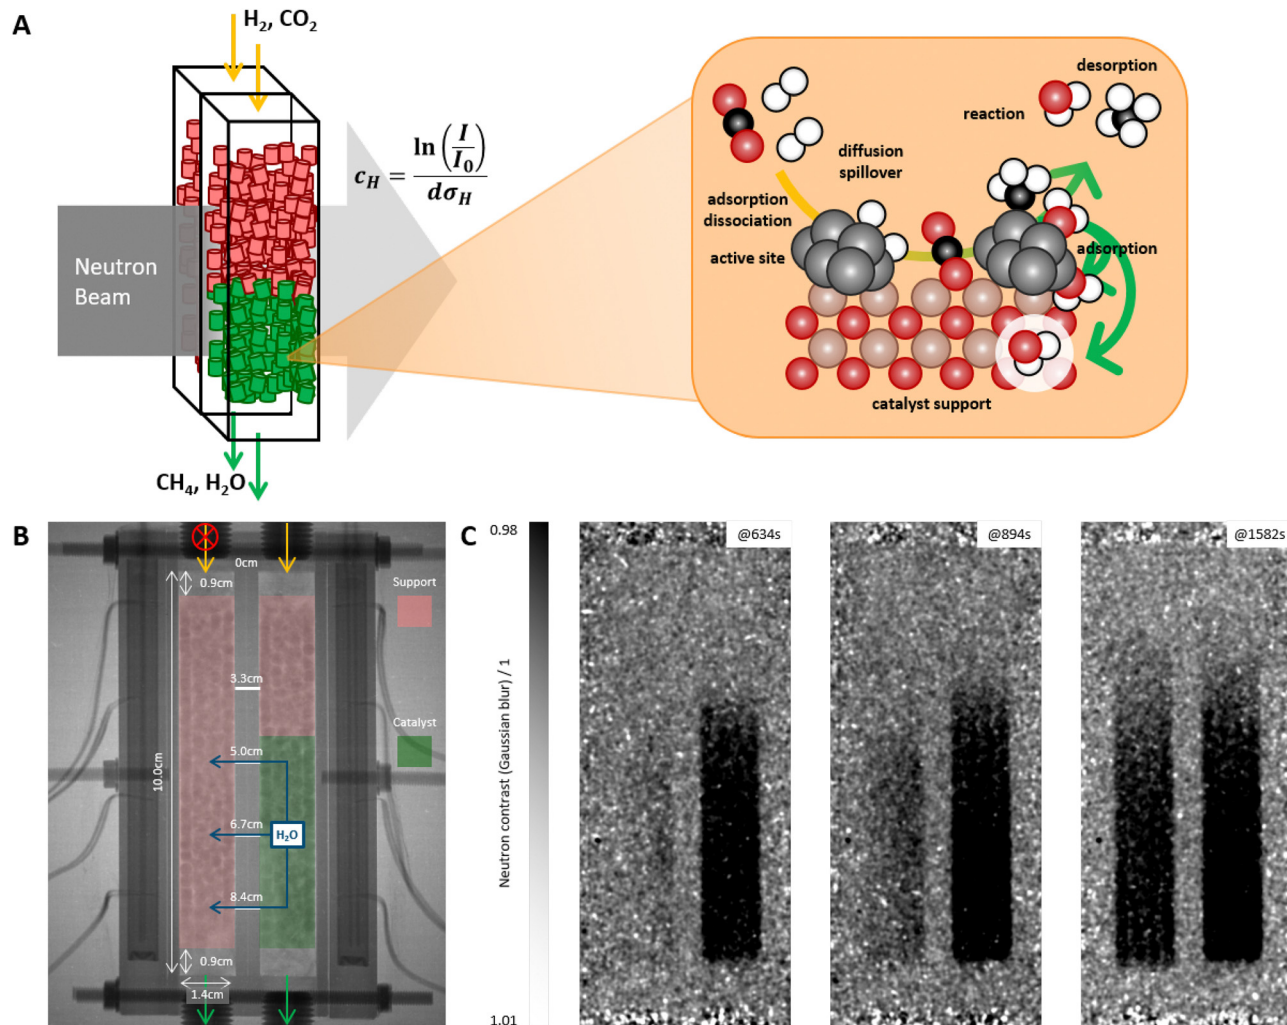 A
H₂, CO₂
Neutron
Beam
c_H = ln(I/I₀)/dσ_H
CH₄, H₂O
desorption
reaction
diffusion
spillover
adsorption
dissociation
active site
adsorption
catalyst support
B
0cm
0.9cm
Support
3.3cm
Catalyst
5.0cm
10.0cm
6.7cm
H₂O
8.4cm
0.9cm
1.4cm
C
0.98
Neutron contrast (Gaussian blur) / 1
1.01
@634s
@894s
@1582s